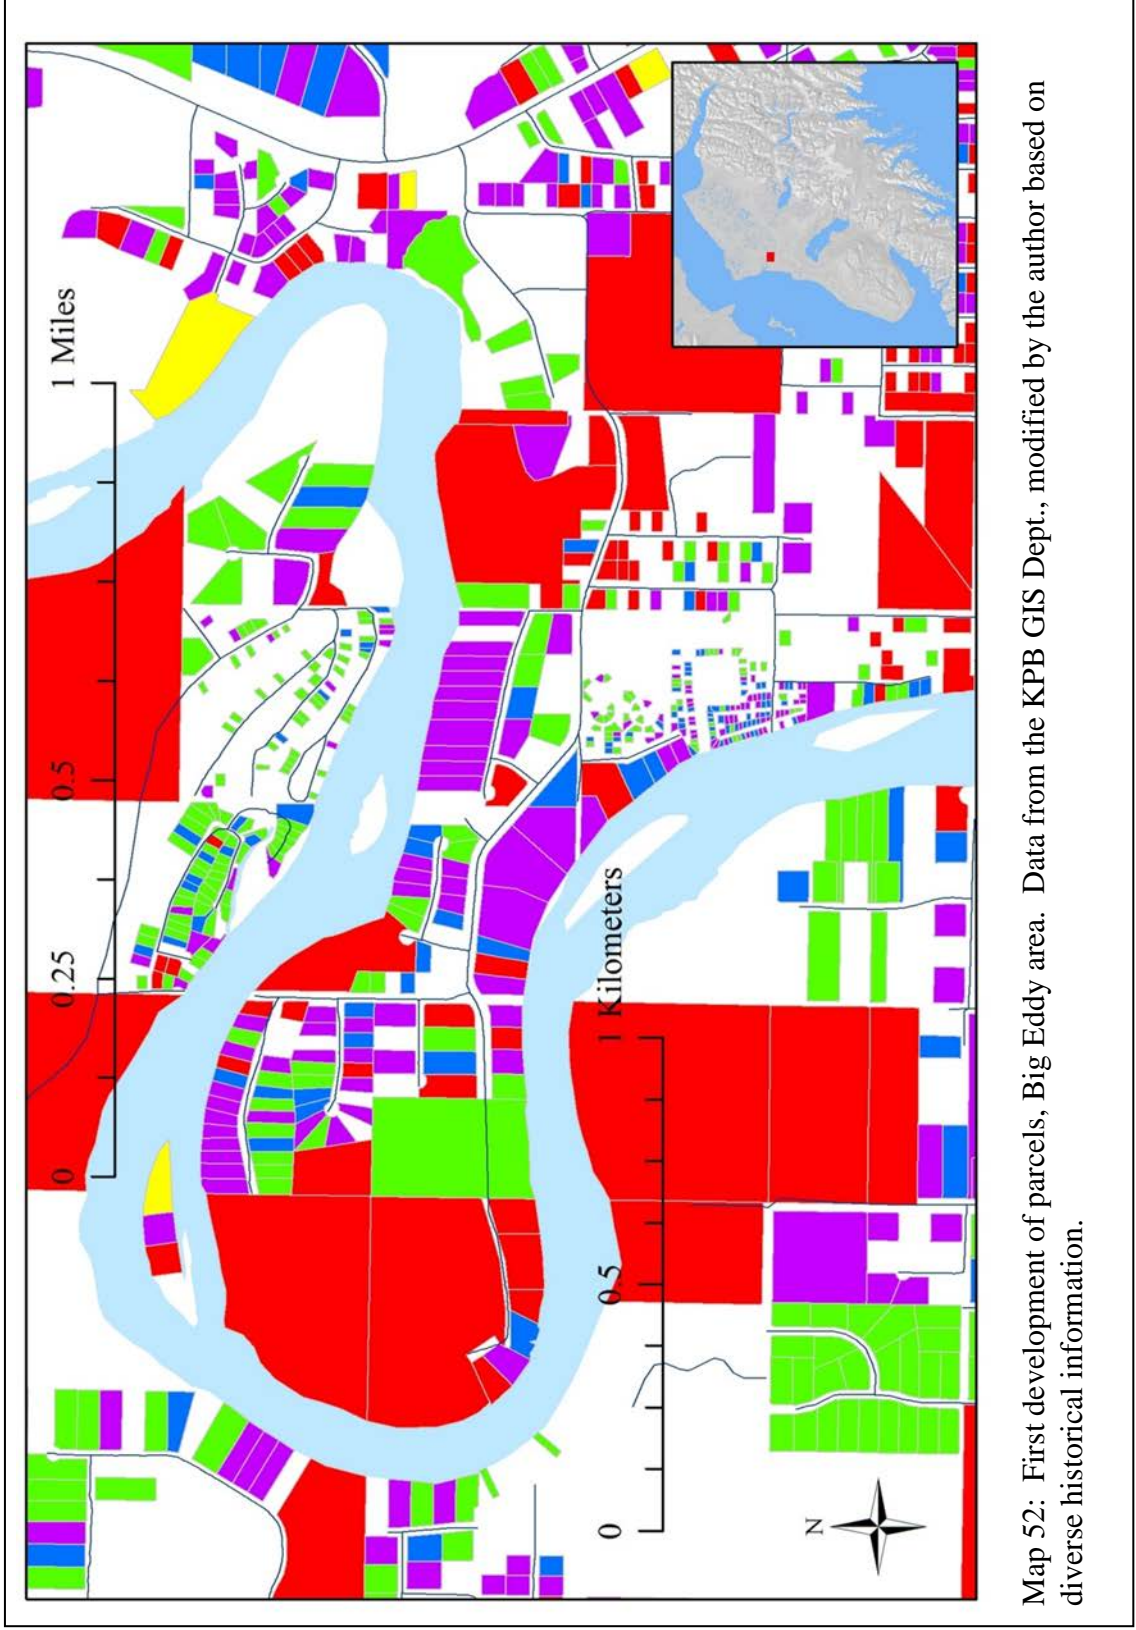 0
0.25
0.5
1 Miles
0
0.5
1 Kilometers
N
Map 52: First development of parcels, Big Eddy area. Data from the KPB GIS Dept., modified by the author based on
diverse historical information.